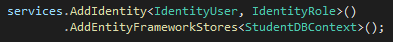 services.AddIdentity<IdentityUser, IdentityRole>()
.AddEntityFrameworkStores<StudentDBContext>();